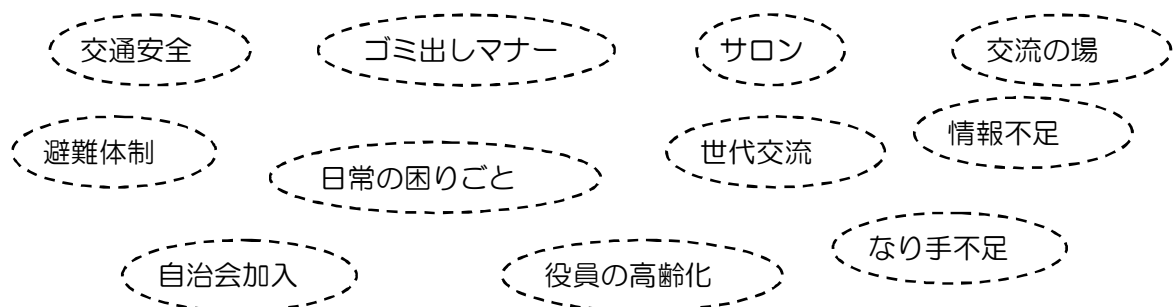 交通安全
ゴミ出しマナー
サロン
交流の場
避難体制
日常の困りごと
世代交流
情報不足
自治会加入
役員の高齢化
なり手不足